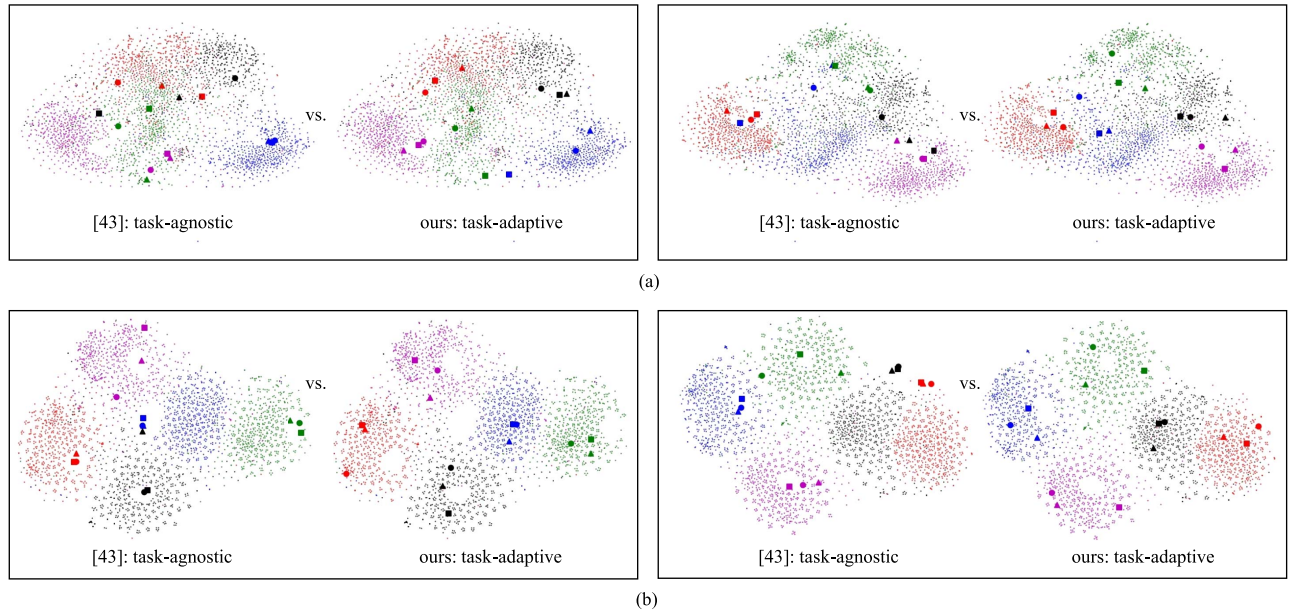 vs.
vs.
[43]: task-agnostic
ours: task-adaptive
[43]: task-agnostic
ours: task-adaptive
(a)
vs.
vs.
[43]: task-agnostic
ours: task-adaptive
[43]: task-agnostic
ours: task-adaptive
(b)